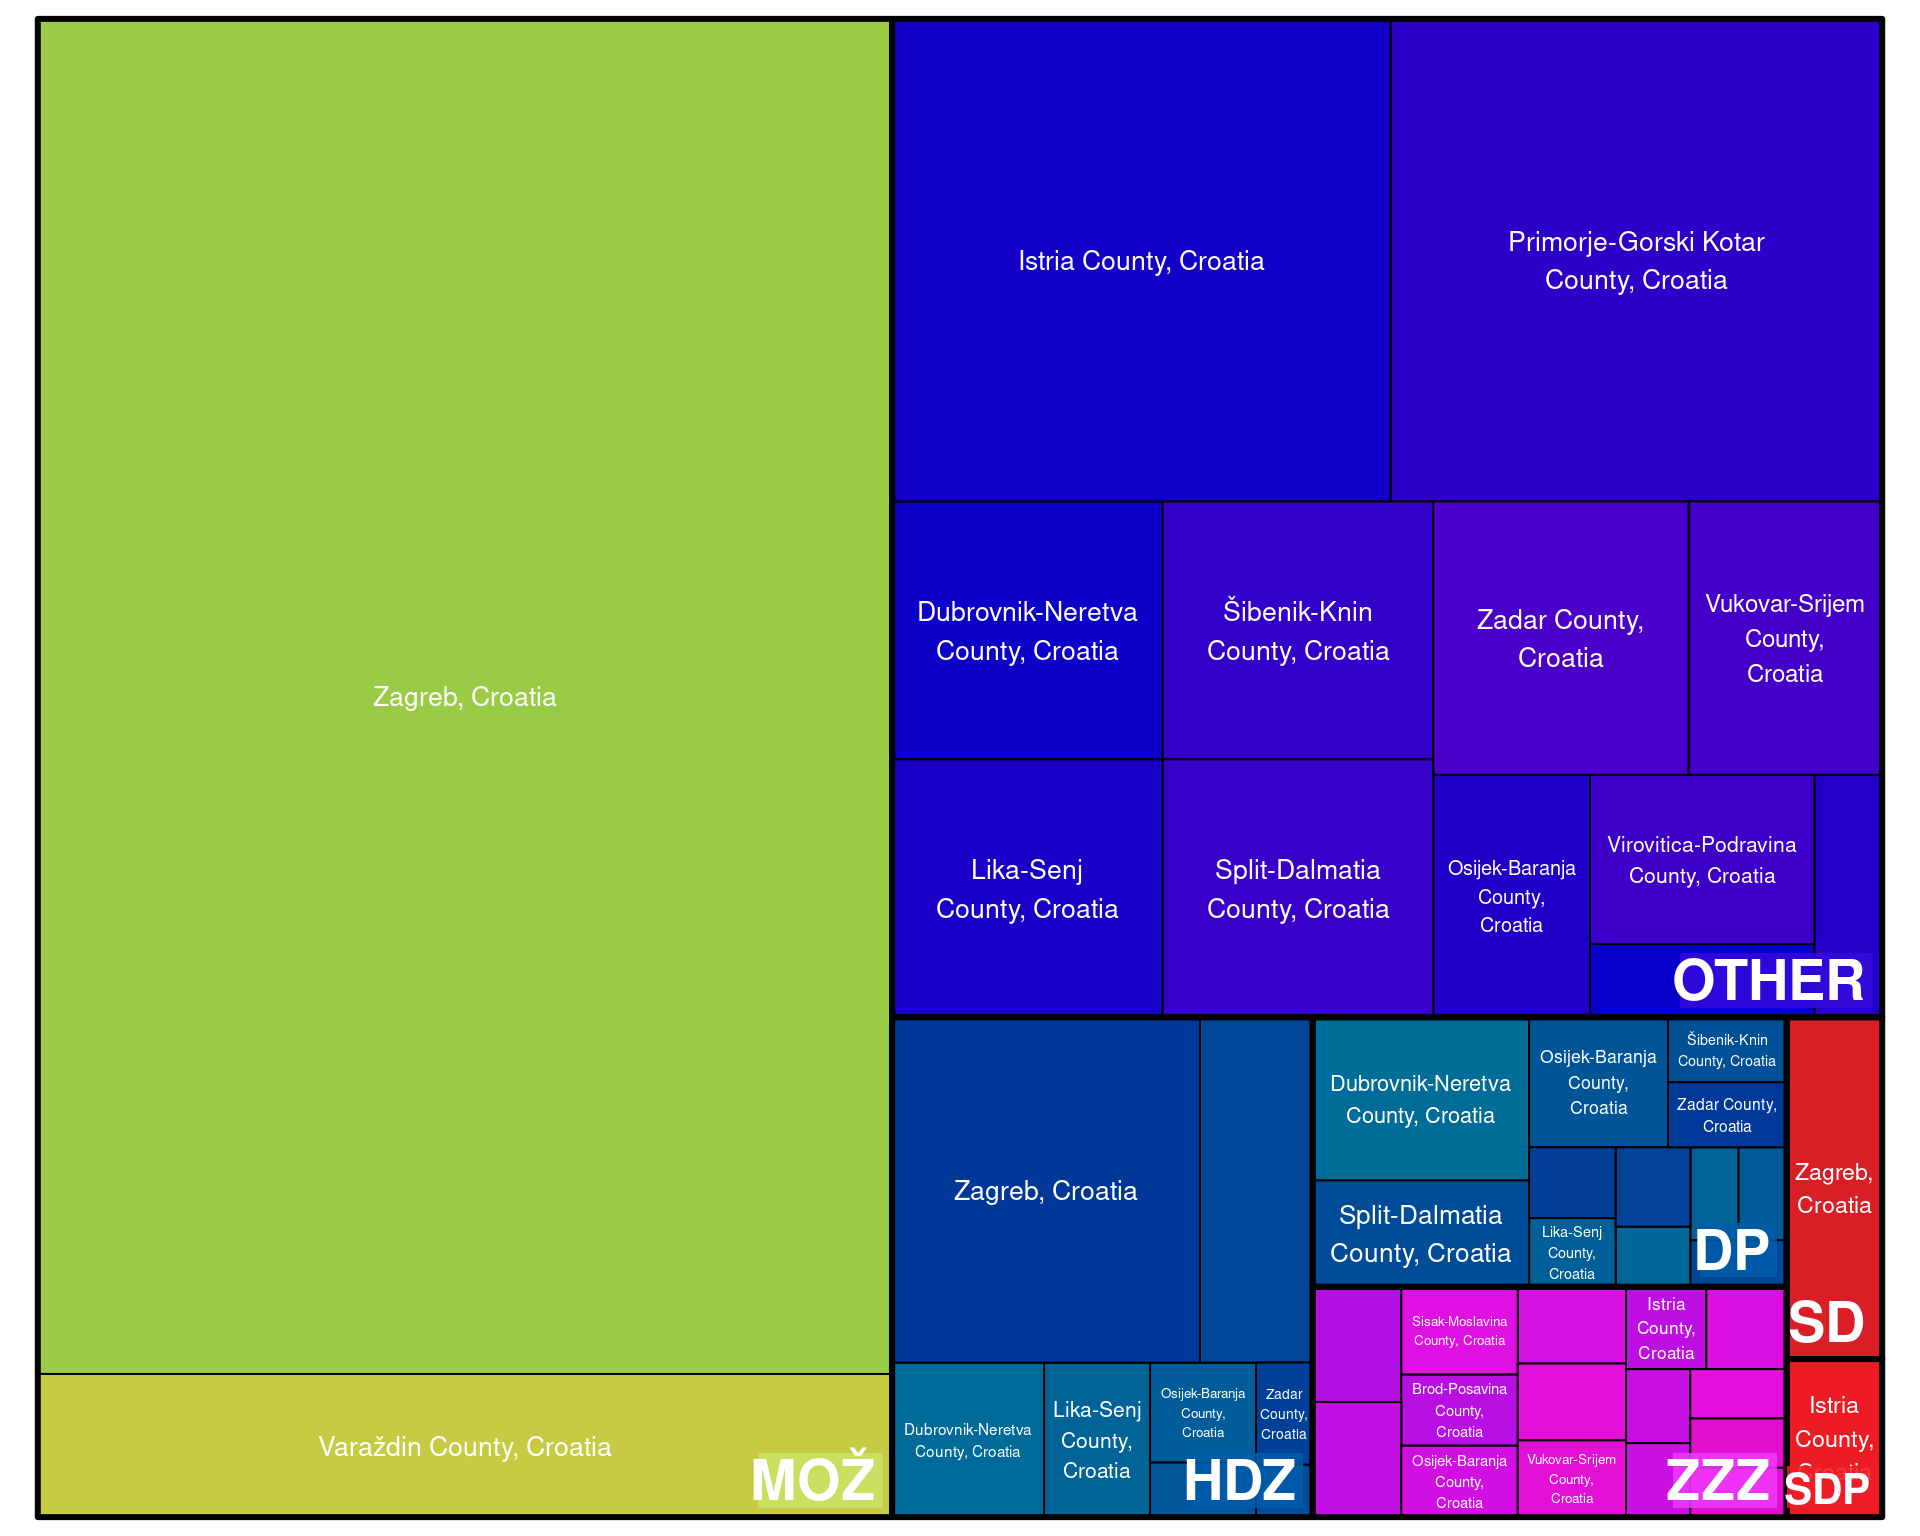 Zagreb, Croatia
Varaždin County, Croatia
MOŽ
Istria County, Croatia
Primorje-Gorski Kotar
County, Croatia
Dubrovnik-Neretva
County, Croatia
Šibenik-Knin
County, Croatia
Zadar County,
Croatia
Vukovar-Srijem
County,
Croatia
Lika-Senj
County, Croatia
Split-Dalmatia
County, Croatia
Osijek-Baranja
County,
Croatia
Virovitica-Podravina
County, Croatia
OTHER
Zagreb, Croatia
Dubrovnik-Neretva
County, Croatia
Lika-Senj
County,
Croatia
Osijek-Baranja
County,
Croatia
Zadar
County,
Croatia
HDZ
Dubrovnik-Neretva
County, Croatia
Split-Dalmatia
County, Croatia
Osijek-Baranja
County,
Croatia
Šibenik-Knin
County, Croatia
Zadar County,
Croatia
Lika-Senj
County,
Croatia
DP
Sisak-Moslavina
County, Croatia
Brod-Posavina
County,
Croatia
Osijek-Baranja
County,
Croatia
Vukovar-Srijem
County,
Croatia
Istria
County,
Croatia
ZZZ
Zagreb,
Croatia
SD
Istria
County,
Croatia
SDP